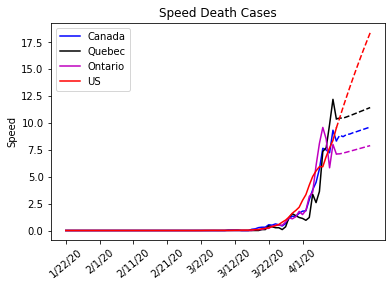 Speed Death Cases
Canada
Quebec
Ontario
US
Speed
17.5
15.0
12.5
10.0
7.5
5.0
2.5
0.0
1/22/20 2/1/20 2/11/20 2/21/20 3/2/20 3/12/20 3/22/20 4/1/20